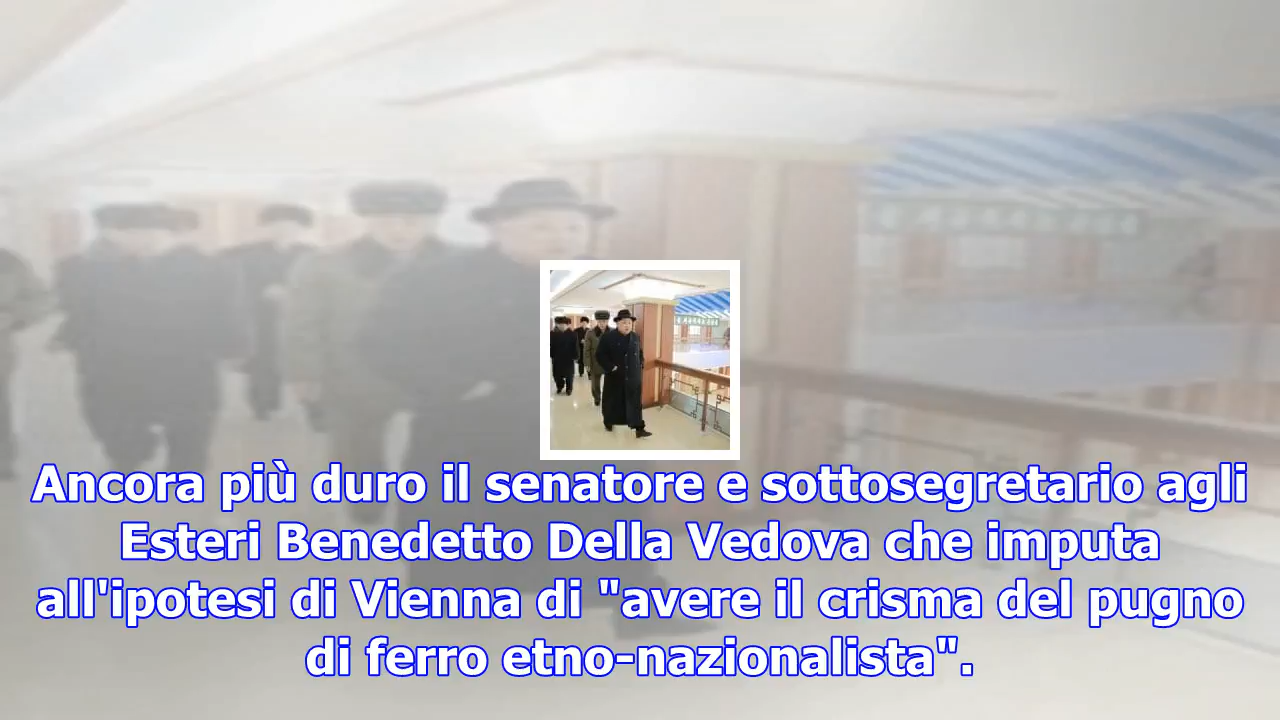 Ancora più duro il senatore e sottosegretario agli
Esteri Benedetto Della Vedova che imputa
all'ipotesi di Vienna di "avere il crisma del pugno
di ferro etno-nazionalista".